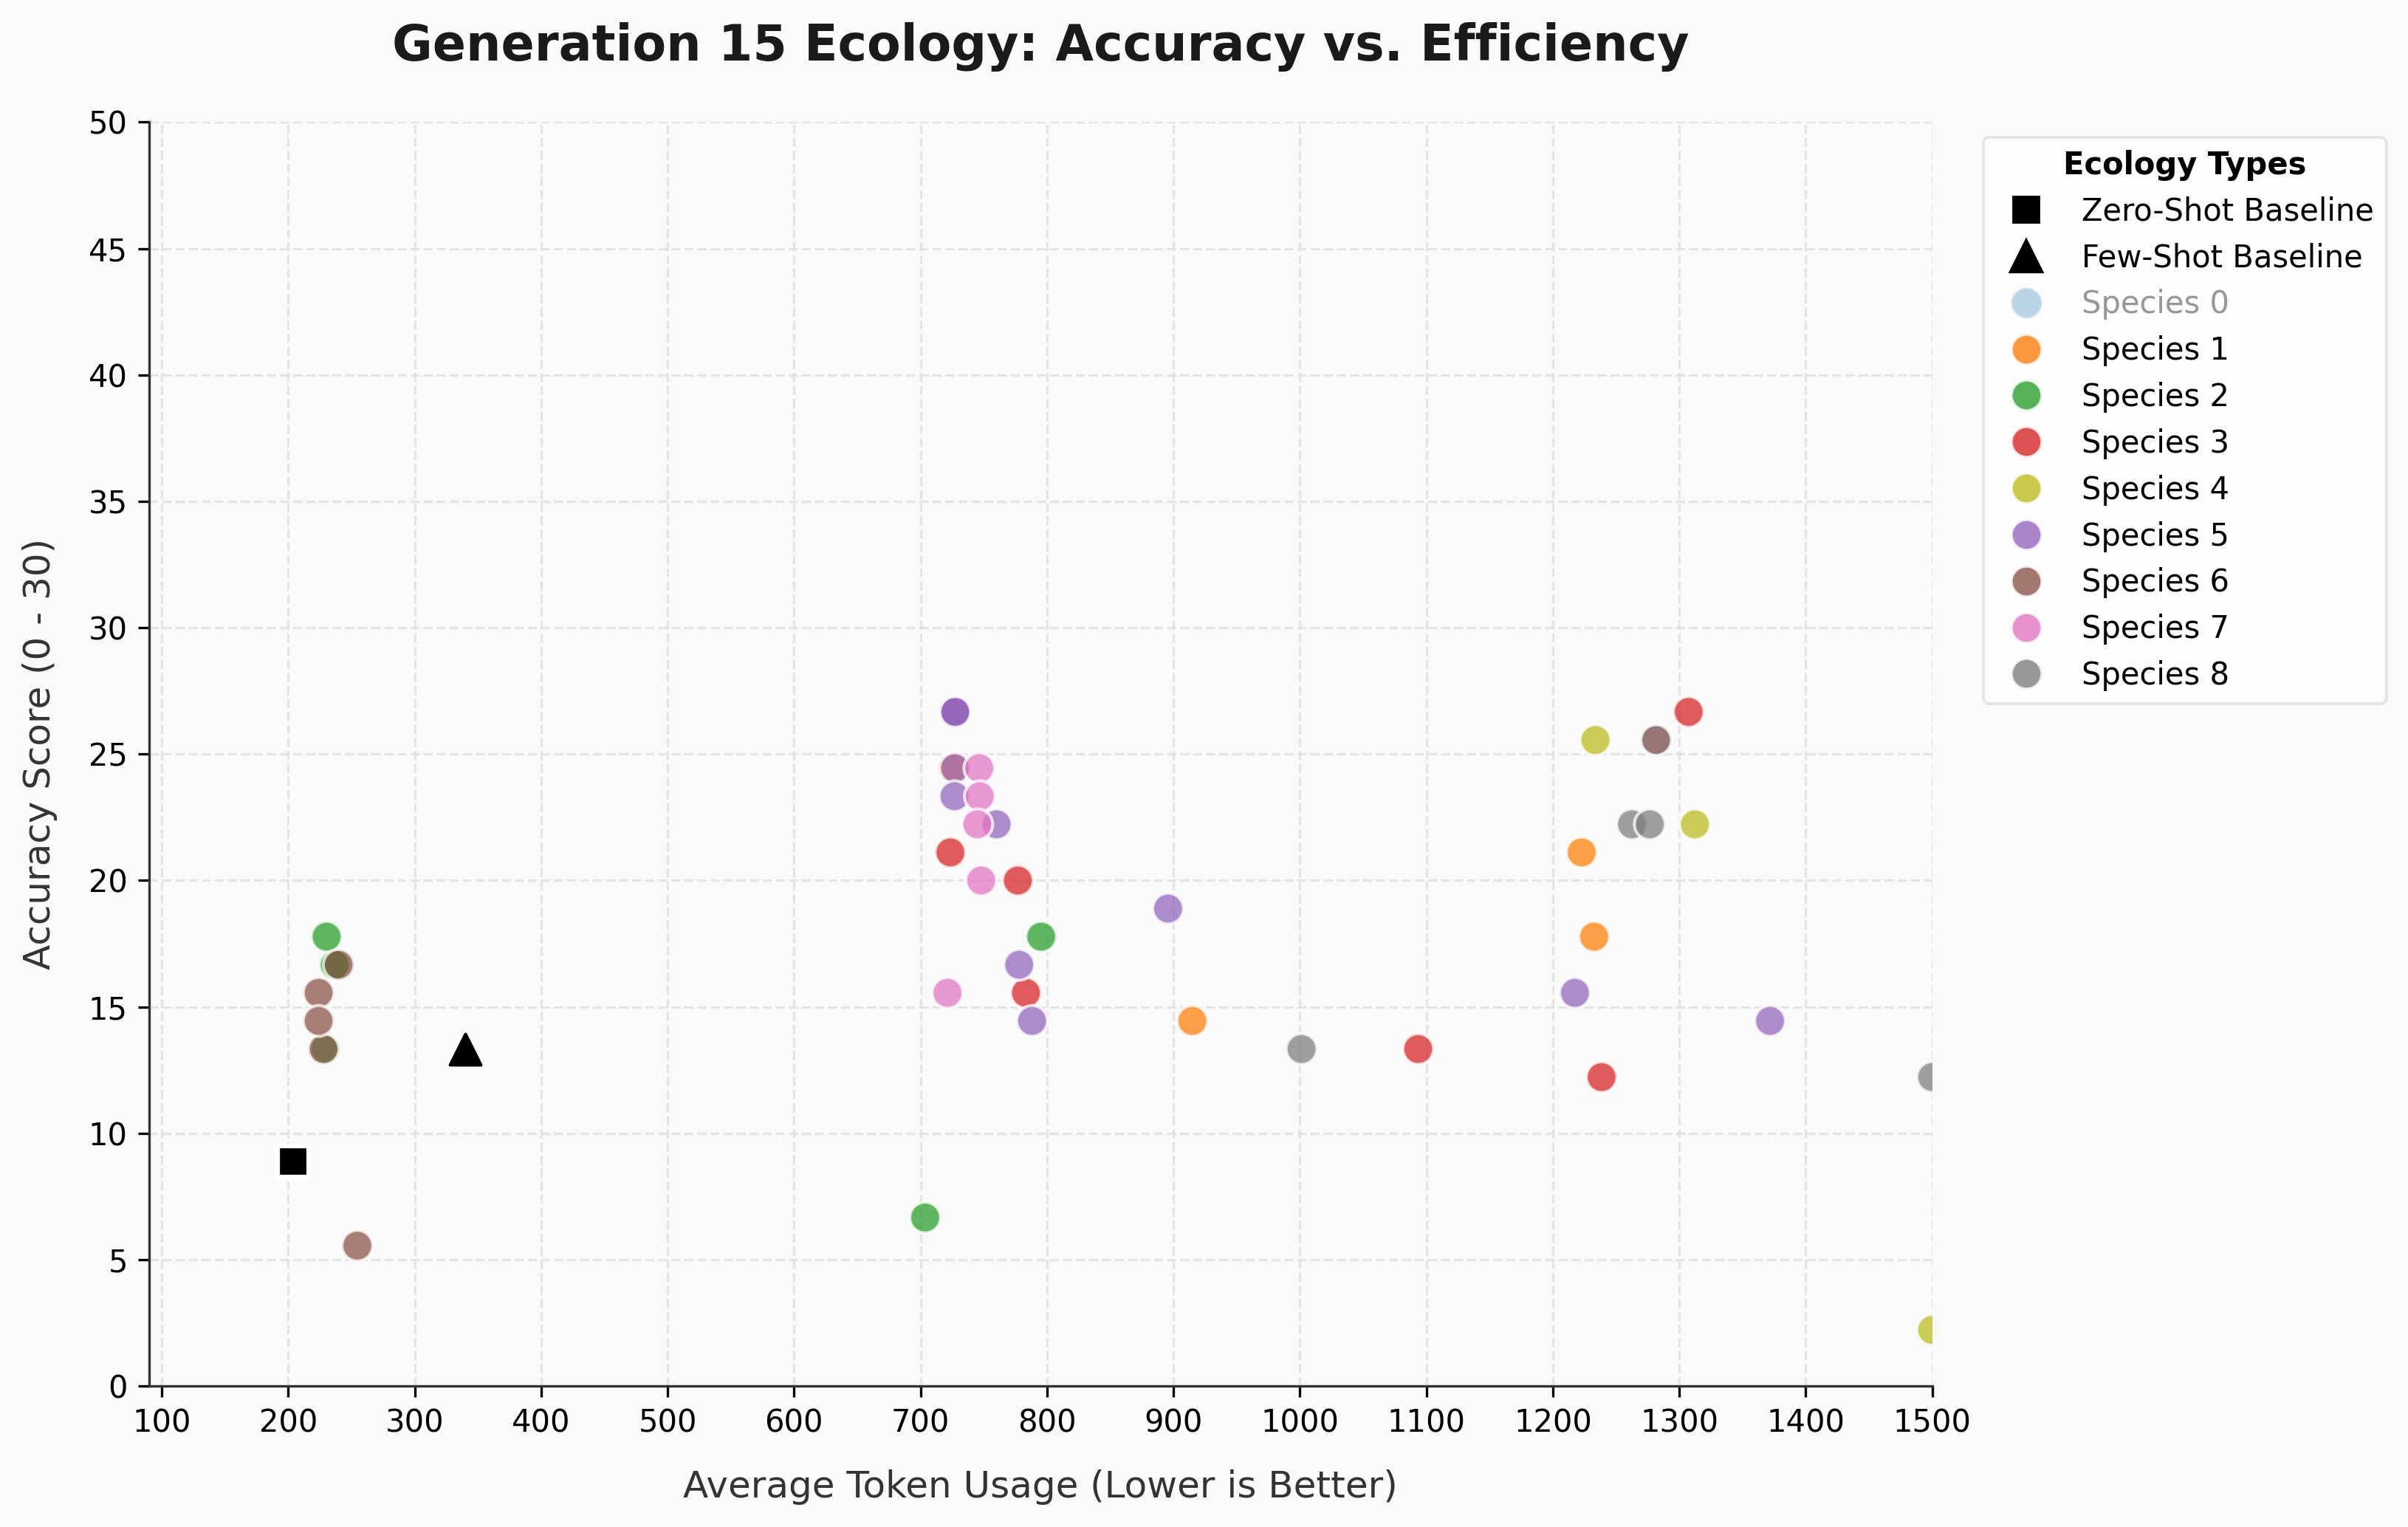 Generation 15 Ecology: Accuracy vs. Efficiency
50
45
40
35
30
25
20
15
10
5
0
Accuracy Score (0 - 30)
100 200 300 400 500 600 700 800 900 1000 1100 1200 1300 1400 1500
Average Token Usage (Lower is Better)
Ecology Types
Zero-Shot Baseline
Few-Shot Baseline
Species 0
Species 1
Species 2
Species 3
Species 4
Species 5
Species 6
Species 7
Species 8